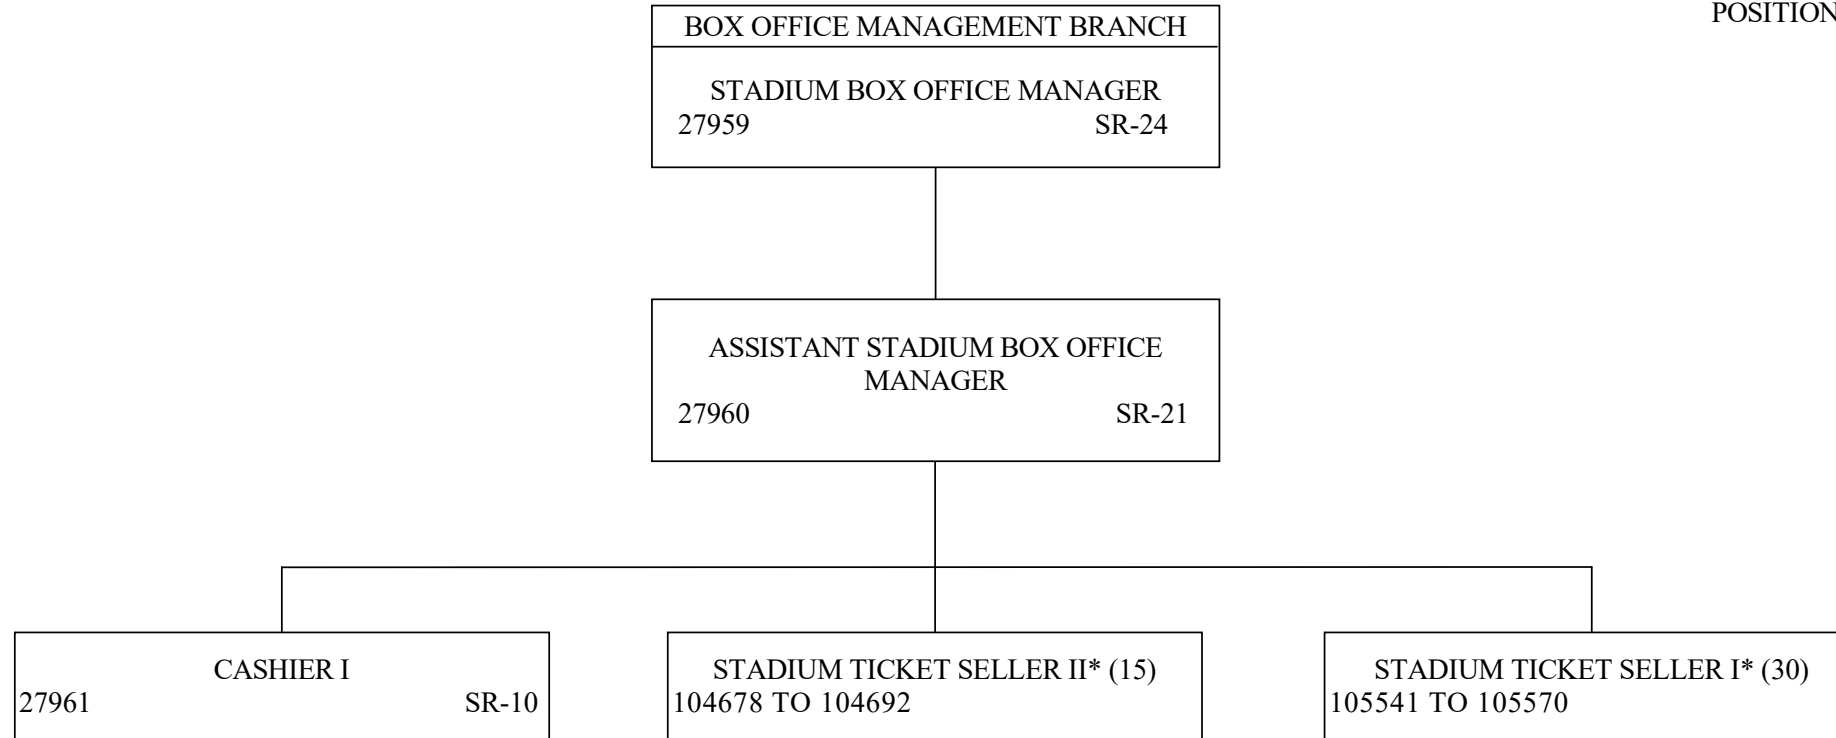 POSITION
BOX OFFICE MANAGEMENT BRANCH
STADIUM BOX OFFICE MANAGER
27959 SR-24
ASSISTANT STADIUM BOX OFFICE
MANAGER
27960 SR-21
CASHIER I
27961 SR-10
STADIUM TICKET SELLER II* (15)
104678 TO 104692
STADIUM TICKET SELLER I* (30)
105541 TO 105570